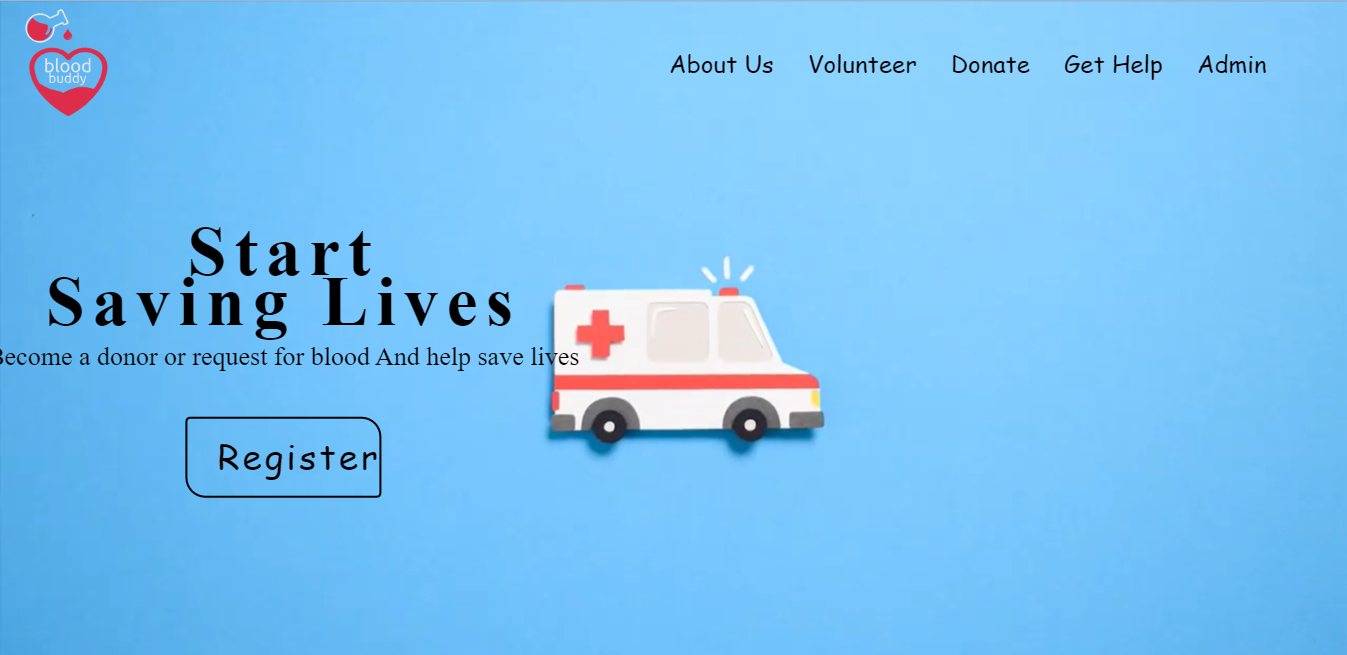 blood
buddy
About Us Volunteer Donate Get Help Admin
Start
Saving Lives
Become a donor or request for blood And help save lives
Register